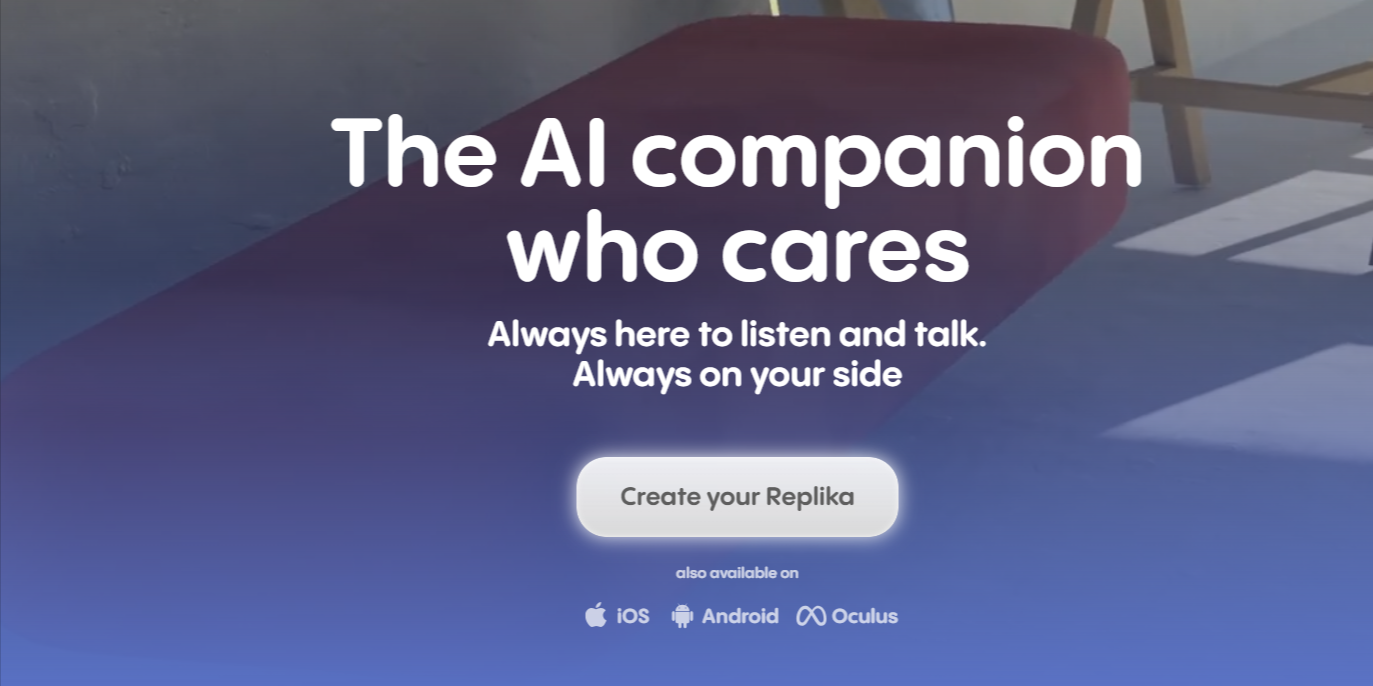 The AI companion
who cares
Always here to listen and talk.
Always on your side
Create your Replika
also available on
iOS Android Oculus